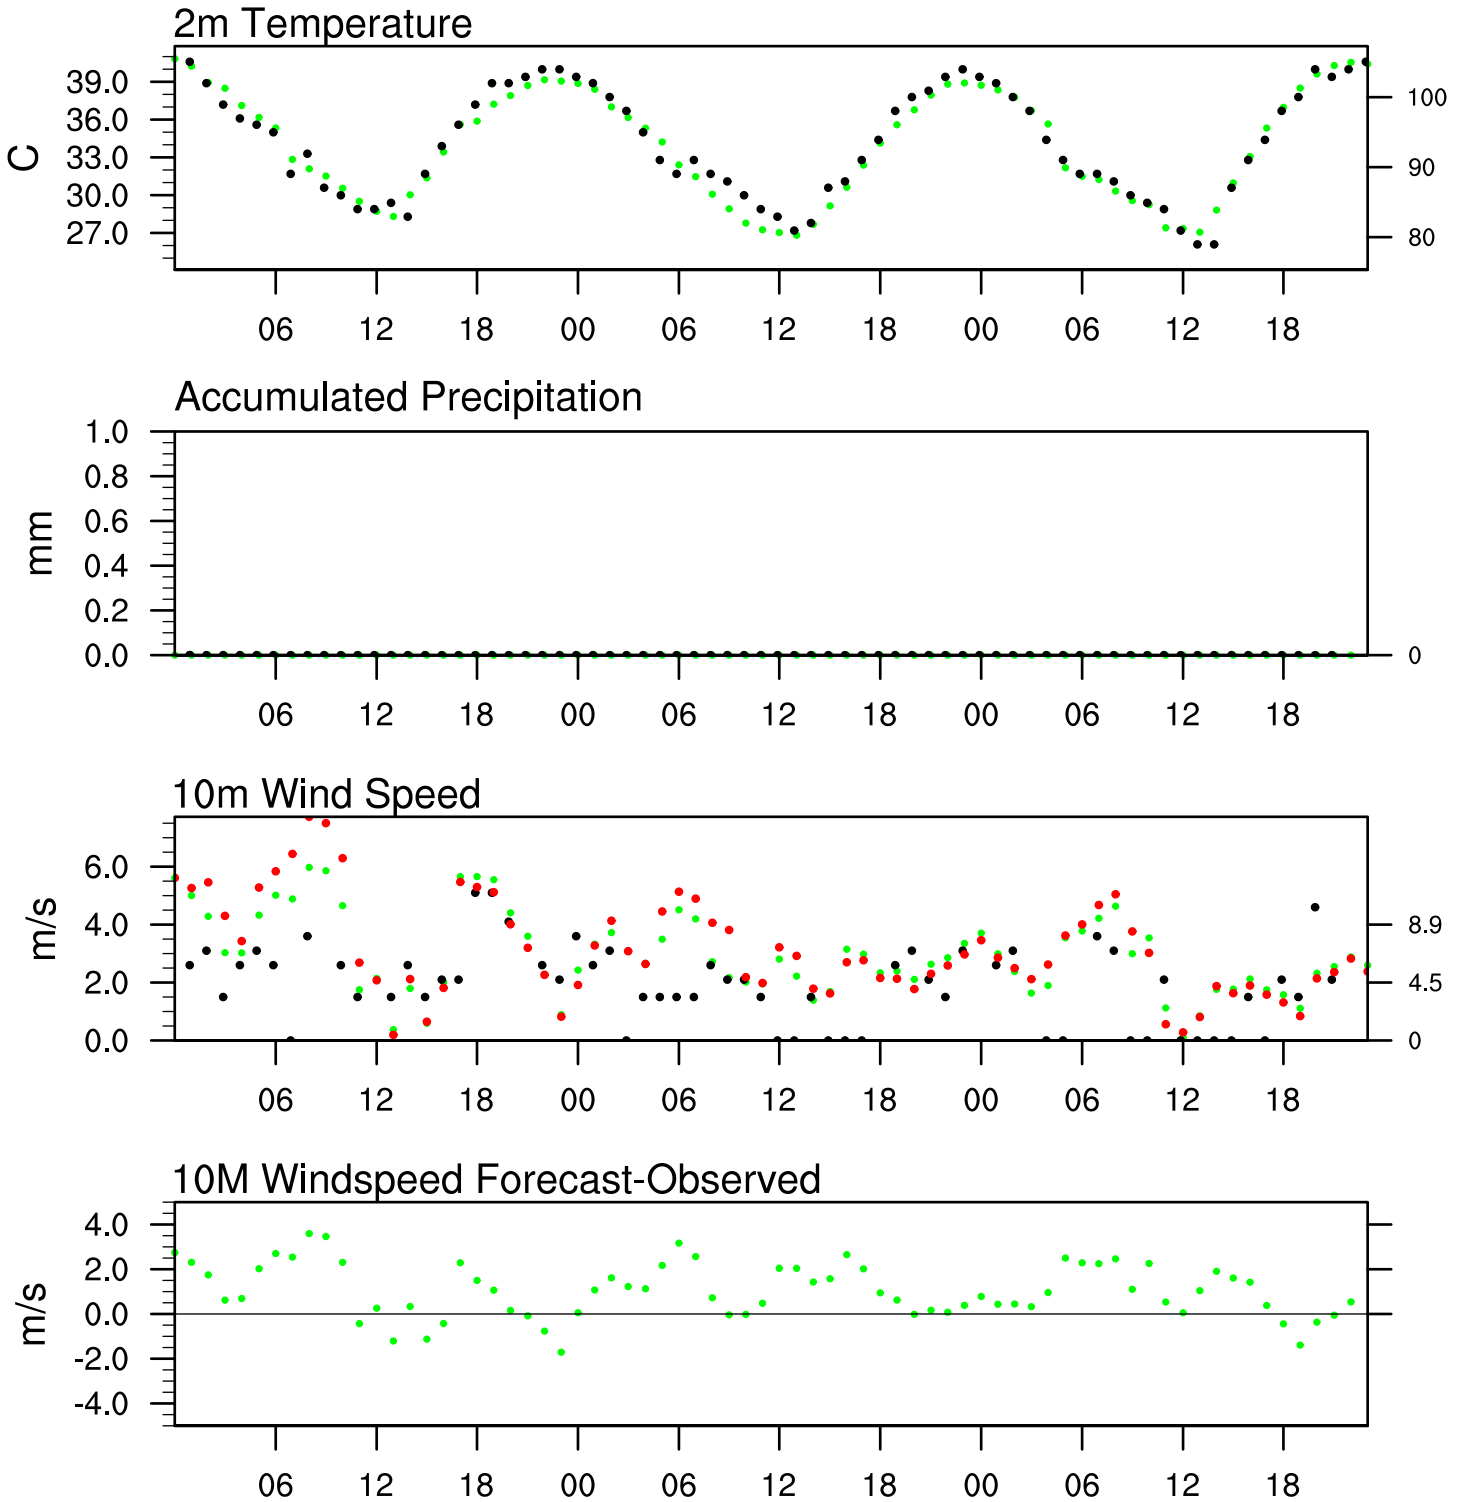 2m Temperature
C
39.0
36.0
33.0
30.0
27.0
100
90
80
06 12 18 00 06 12 18 00 06 12 18
Accumulated Precipitation
mm
1.0
0.8
0.6
0.4
0.2
0.0
0
06 12 18 00 06 12 18 00 06 12 18
10m Wind Speed
m/s
6.0
4.0
2.0
0.0
8.9
4.5
0
06 12 18 00 06 12 18 00 06 12 18
10M Windspeed Forecast-Observed
m/s
4.0
2.0
0.0
-2.0
-4.0
06 12 18 00 06 12 18 00 06 12 18